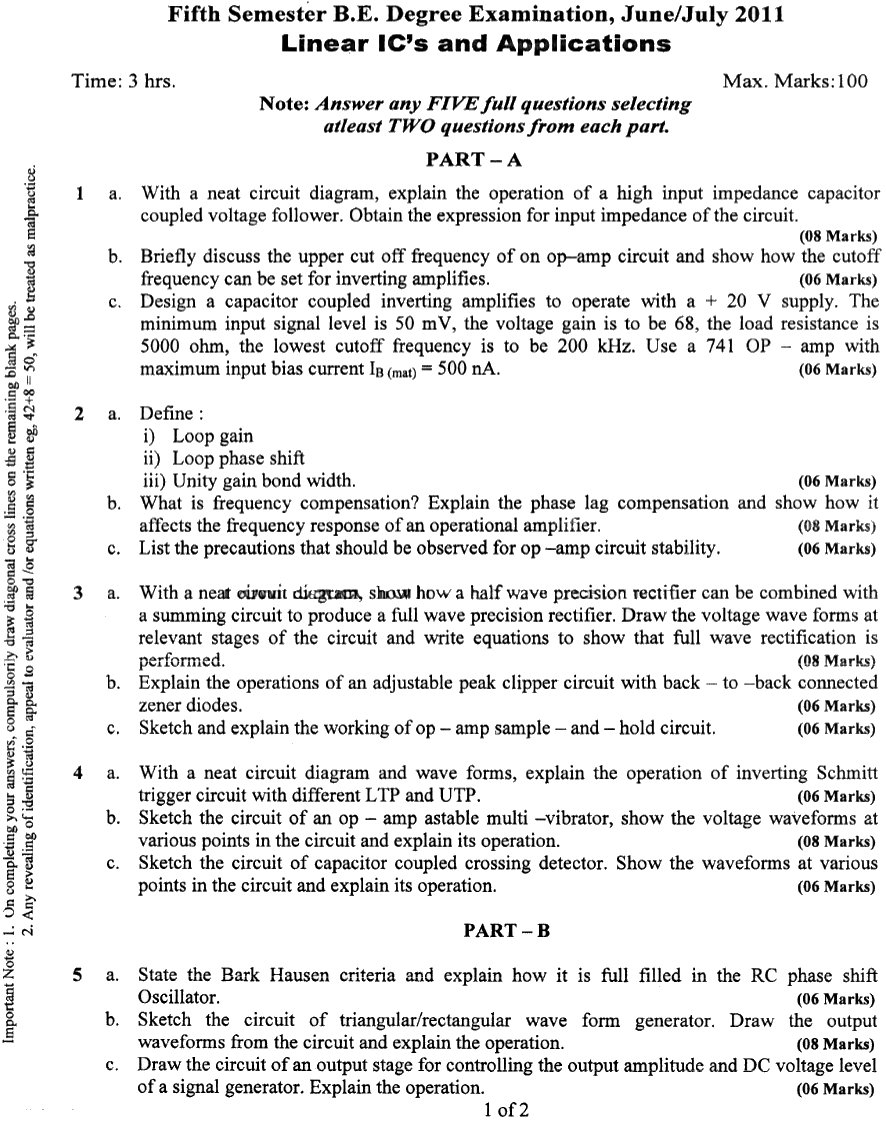 Fifth Semester B.E. Degree Examination, June/July 2011
Linear IC's and Applications
Time: 3 hrs. Max. Marks:100
Note: Answer any FIVE full questions selecting
atleast TWO questions from each part.
PART – A
1 a. With a neat circuit diagram, explain the operation of a high input impedance capacitor
coupled voltage follower. Obtain the expression for input impedance of the circuit.
(08 Marks)
b. Briefly discuss the upper cut off frequency of on op–amp circuit and show how the cutoff
frequency can be set for inverting amplifies. (06 Marks)
c. Design a capacitor coupled inverting amplifies to operate with a + 20 V supply. The
minimum input signal level is 50 mV, the voltage gain is to be 68, the load resistance is
5000 ohm, the lowest cutoff frequency is to be 200 kHz. Use a 741 OP – amp with
maximum input bias current IB (mat) = 500 nA. (06 Marks)
2 a. Define :
i) Loop gain
ii) Loop phase shift
iii) Unity gain bond width. (06 Marks)
b. What is frequency compensation? Explain the phase lag compensation and show how it
affects the frequency response of an operational amplifier. (08 Marks)
c. List the precautions that should be observed for op –amp circuit stability. (06 Marks)
3 a. With a neat circuit diagram, show how a half wave precision rectifier can be combined with
a summing circuit to produce a full wave precision rectifier. Draw the voltage wave forms at
relevant stages of the circuit and write equations to show that full wave rectification is
performed. (08 Marks)
b. Explain the operations of an adjustable peak clipper circuit with back – to –back connected
zener diodes. (06 Marks)
c. Sketch and explain the working of op – amp sample – and – hold circuit. (06 Marks)
4 a. With a neat circuit diagram and wave forms, explain the operation of inverting Schmitt
trigger circuit with different LTP and UTP. (06 Marks)
b. Sketch the circuit of an op – amp astable multi –vibrator, show the voltage waveforms at
various points in the circuit and explain its operation. (08 Marks)
c. Sketch the circuit of capacitor coupled crossing detector. Show the waveforms at various
points in the circuit and explain its operation. (06 Marks)
PART – B
5 a. State the Bark Hausen criteria and explain how it is full filled in the RC phase shift
Oscillator. (06 Marks)
b. Sketch the circuit of triangular/rectangular wave form generator. Draw the output
waveforms from the circuit and explain the operation. (08 Marks)
c. Draw the circuit of an output stage for controlling the output amplitude and DC voltage level
of a signal generator. Explain the operation. (06 Marks)
1 of 2
Important Note : 1. On completing your answers, compulsorily draw diagonal cross lines on the remaining blank pages.
2. Any revealing of identification, appeal to evaluator and /or equations written eg, 42+8 = 50, will be treated as malpractice.